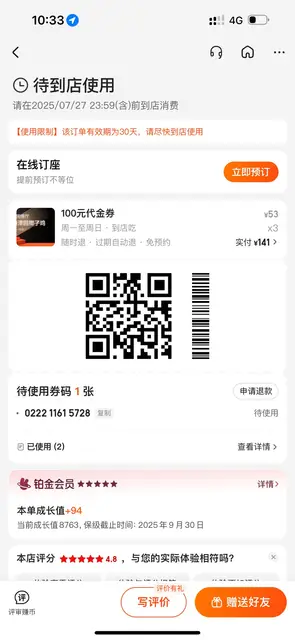 10:33
4G
待到店使用
请在2025/07/27 23:59(含)前到店消费
【使用限制】该订单有效期为30天，请尽快到店使用
在线订座
提前预订不等位
立即预订
100元代金券
¥53
周一至周日 · 到店吃
x3
随时退 · 过期自动退 · 免预约
实付 ¥141 >
待使用券码 1 张
申请退款
· 0222 1161 5728 复制
待使用
已使用 (2)
查看详情 >
铂金会员
详情 >
本单成长值+94
当前成长值8763, 保级截止时间: 2025年9月30日
本店评分 4.8 ，与您的实际体验相符吗?
评价有礼
评审赚币
写评价
赠送好友